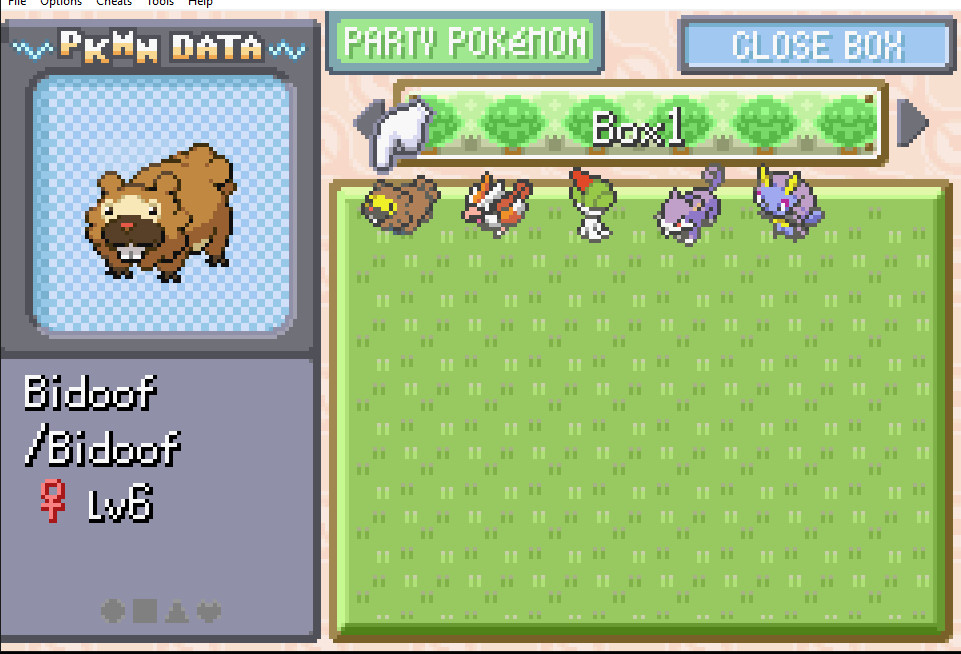 File Options Cheats Tools Help
PKMN DATA
PARTY POKéMON
CLOSE BOX
Box1
Bidoof
/Bidoof
♀ Lv6